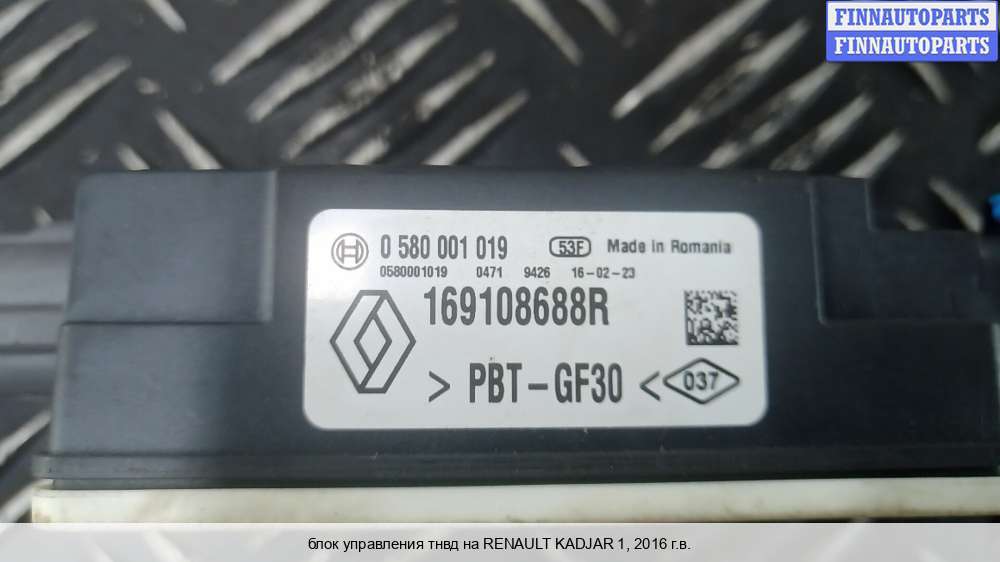 FINNAUTOPARTS
FINNAUTOPARTS
0 580 001 019 53F Made in Romania
0580001019 0471 9426 16-02-23
169108688R
> PBT-GF30 < 037
блок управления тнвд на RENAULT KADJAR 1, 2016 г.в.